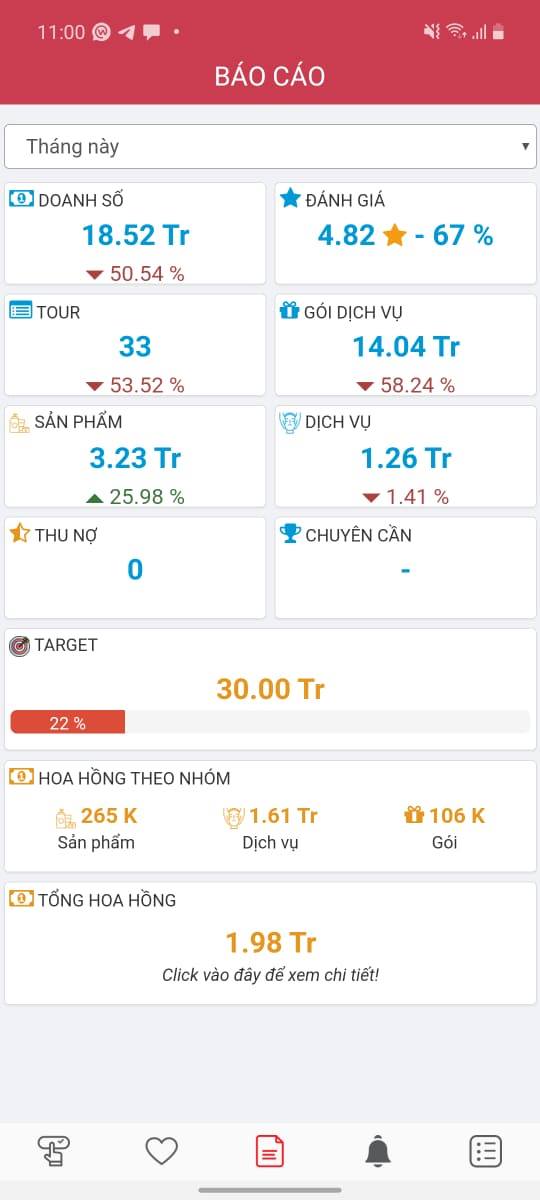 11:00
BÁO CÁO
Tháng này
DOANH SỐ
18.52 Tr
50.54 %
ĐÁNH GIÁ
4.82 - 67 %
TOUR
33
53.52 %
GÓI DỊCH VỤ
14.04 Tr
58.24 %
SẢN PHẨM
3.23 Tr
25.98 %
DỊCH VỤ
1.26 Tr
1.41 %
THU NỢ
0
CHUYÊN CẦN
-
TARGET
30.00 Tr
22 %
HOA HỒNG THEO NHÓM
265 K
Sản phẩm
1.61 Tr
Dịch vụ
106 K
Gói
TỔNG HOA HỒNG
1.98 Tr
Click vào đây để xem chi tiết!